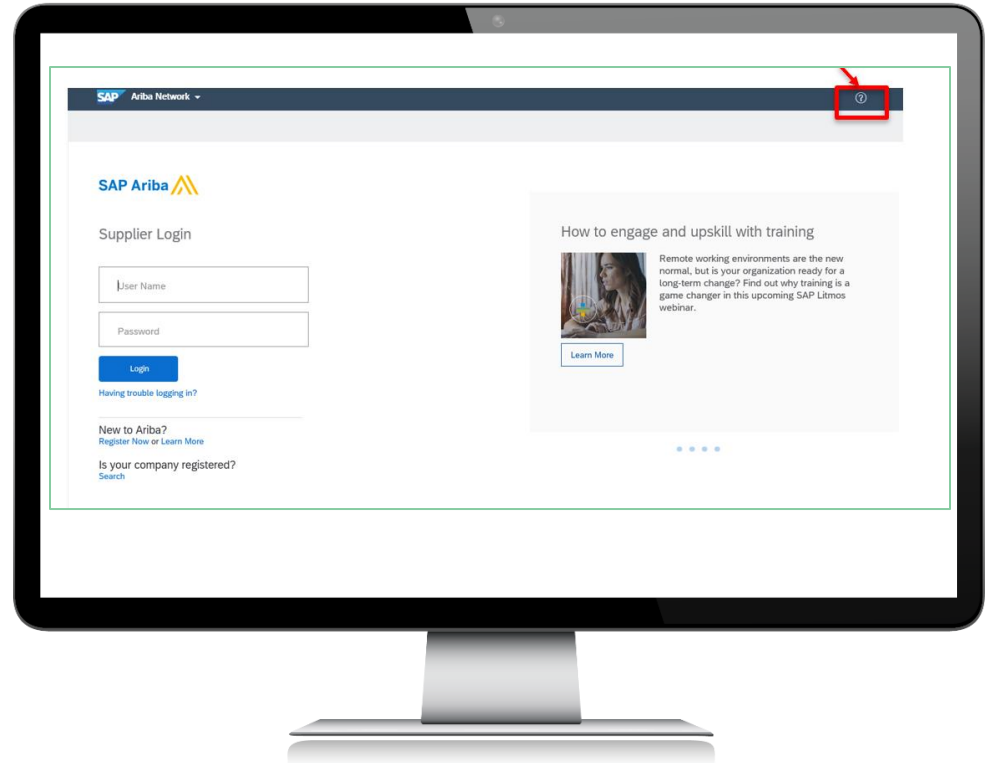 SAP Ariba Network
SAP Ariba
Supplier Login
User Name
Password
Login
Having trouble logging in?
New to Ariba?
Register Now or Learn More
Is your company registered?
Search
How to engage and upskill with training
Remote working environments are the new
normal, but is your organization ready for a
long-term change? Find out why training is a
game changer in this upcoming SAP Litmos
webinar.
Learn More